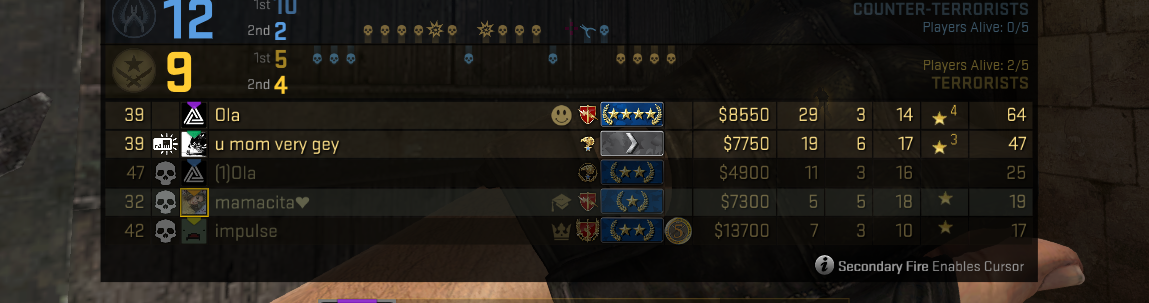 12 1st 10 COUNTER-TERRORISTS
2nd 2 Players Alive: 0/5
9 1st 5 Players Alive: 2/5
2nd 4 TERRORISTS
39 Ola $8550 29 3 14 4 64
39 u mom very gey $7750 19 6 17 3 47
47 (1)Ola $4900 11 3 16 25
32 mamacita♥ $7300 5 5 18 19
42 impulse 5 $13700 7 3 10 17
i Secondary Fire Enables Cursor